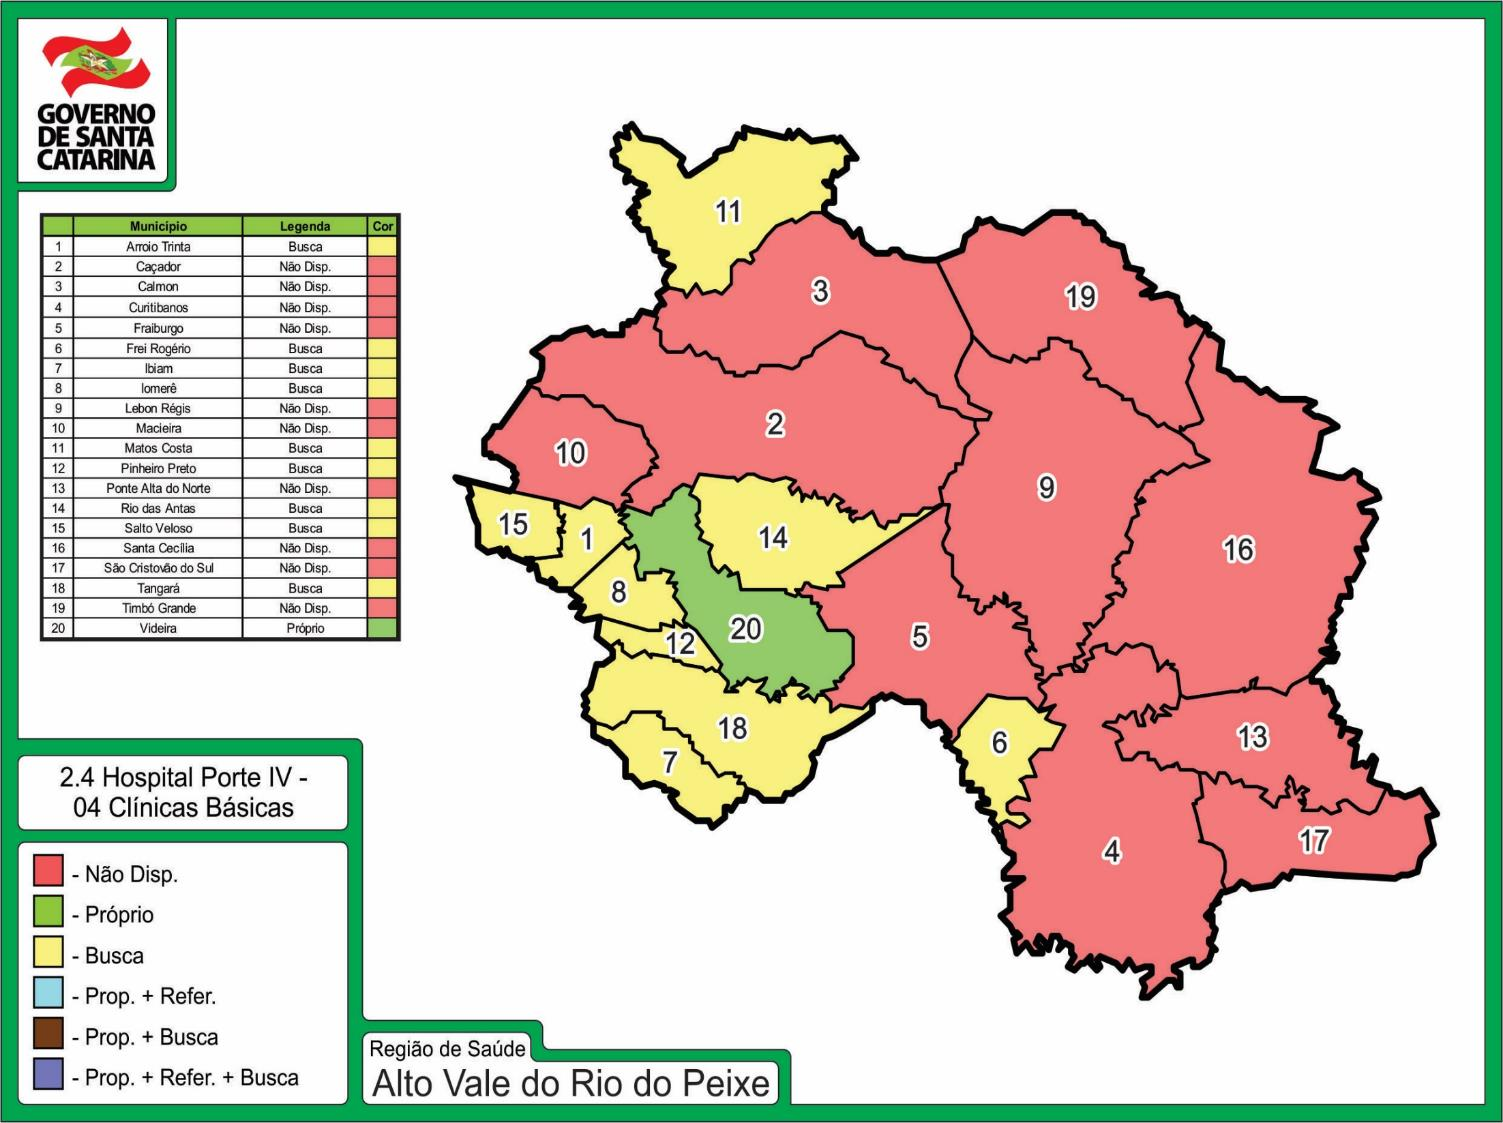 GOVERNO
DE SANTA
CATARINA
Município Legenda Cor
1 Arroio Trinta Busca
2 Caçador Não Disp.
3 Calmon Não Disp.
4 Curitibanos Não Disp.
5 Fraiburgo Não Disp.
6 Frei Rogério Busca
7 Ibiam Busca
8 Iomerê Busca
9 Lebon Régis Não Disp.
10 Macieira Não Disp.
11 Matos Costa Busca
12 Pinheiro Preto Busca
13 Ponte Alta do Norte Não Disp.
14 Rio das Antas Busca
15 Salto Veloso Busca
16 Santa Cecília Não Disp.
17 São Cristovão do Sul Não Disp.
18 Tangará Busca
19 Timbó Grande Não Disp.
20 Videira Próprio
11
3
19
2
10
9
15
1
14
16
8
20
5
12
18
6
13
7
4
17
2.4 Hospital Porte IV -
04 Clínicas Básicas
- Não Disp.
- Próprio
- Busca
- Prop. + Refer.
- Prop. + Busca
- Prop. + Refer. + Busca
Região de Saúde
Alto Vale do Rio do Peixe